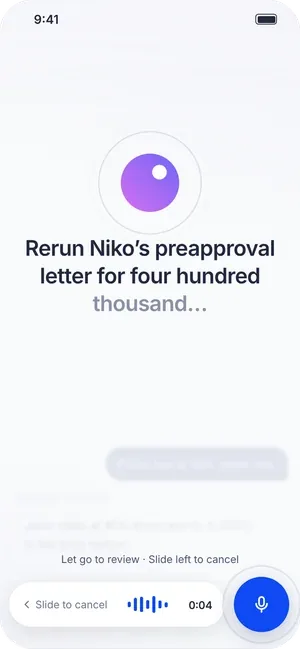 9:41
Rerun Niko’s preapproval
letter for four hundred
thousand…
Let go to review · Slide left to cancel
Slide to cancel
0:04